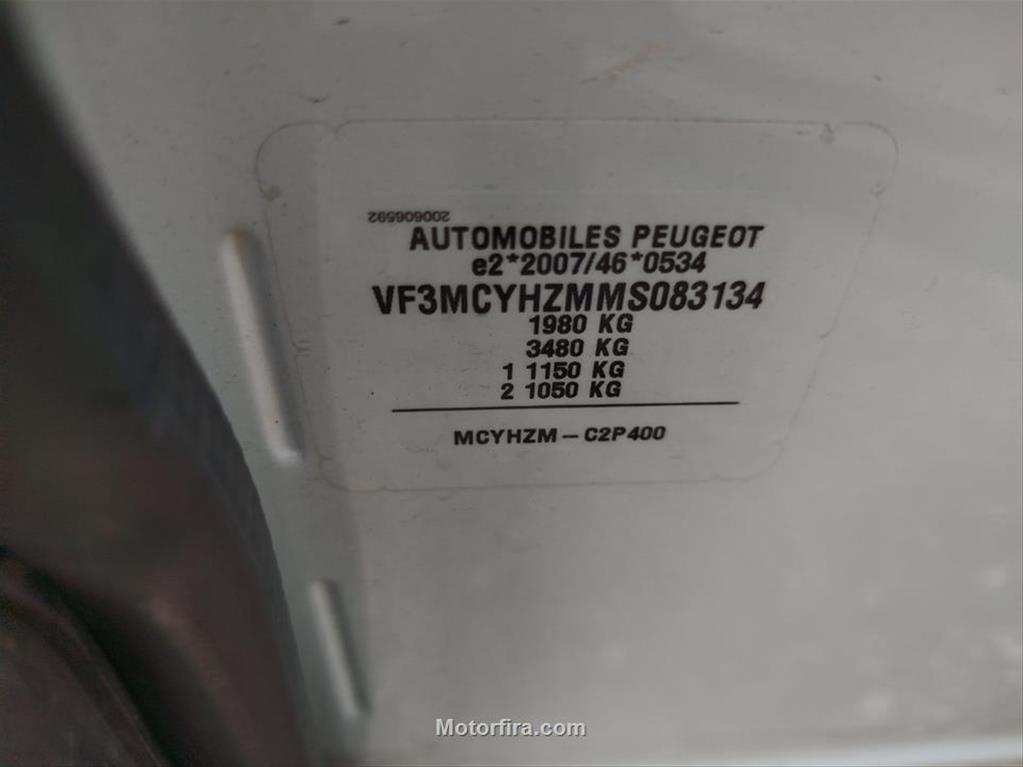 200606592
AUTOMOBILES PEUGEOT
e2*2007/46*0534
VF3MCYHZMMS083134
1980 KG
3480 KG
1 1150 KG
2 1050 KG
MCYHZM - C2P400
Motorfira.com